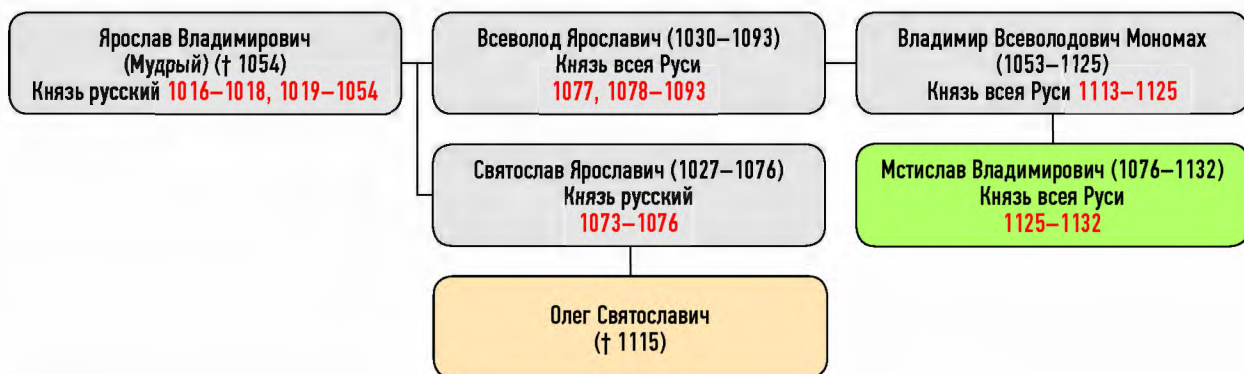 Ярослав Владимирович
(Мудрый) († 1054)
Князь русский 1016–1018, 1019–1054
Всеволод Ярославич (1030–1093)
Князь всея Руси
1077, 1078–1093
Владимир Всеволодович Мономах
(1053–1125)
Князь всея Руси 1113–1125
Святослав Ярославич (1027–1076)
Князь русский
1073–1076
Мстислав Владимирович (1076–1132)
Князь всея Руси
1125–1132
Олег Святославич
(† 1115)